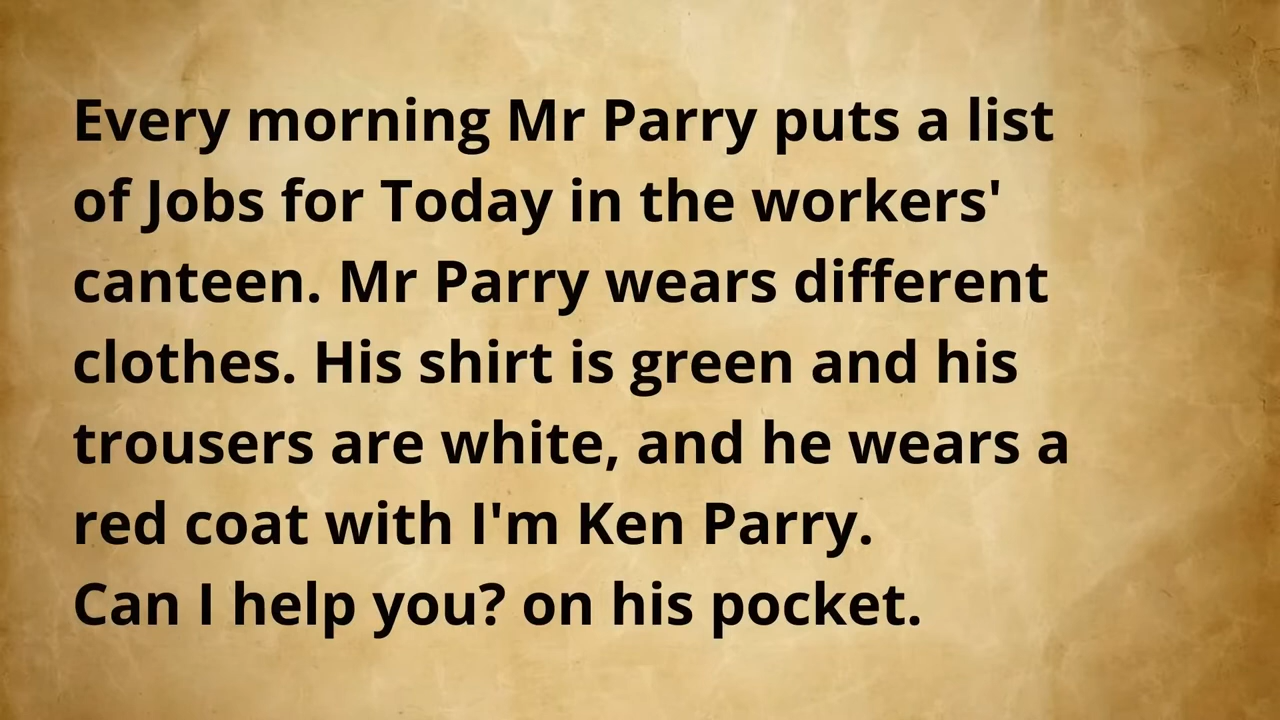 Every morning Mr Parry puts a list
of Jobs for Today in the workers'
canteen. Mr Parry wears different
clothes. His shirt is green and his
trousers are white, and he wears a
red coat with I'm Ken Parry.
Can I help you? on his pocket.